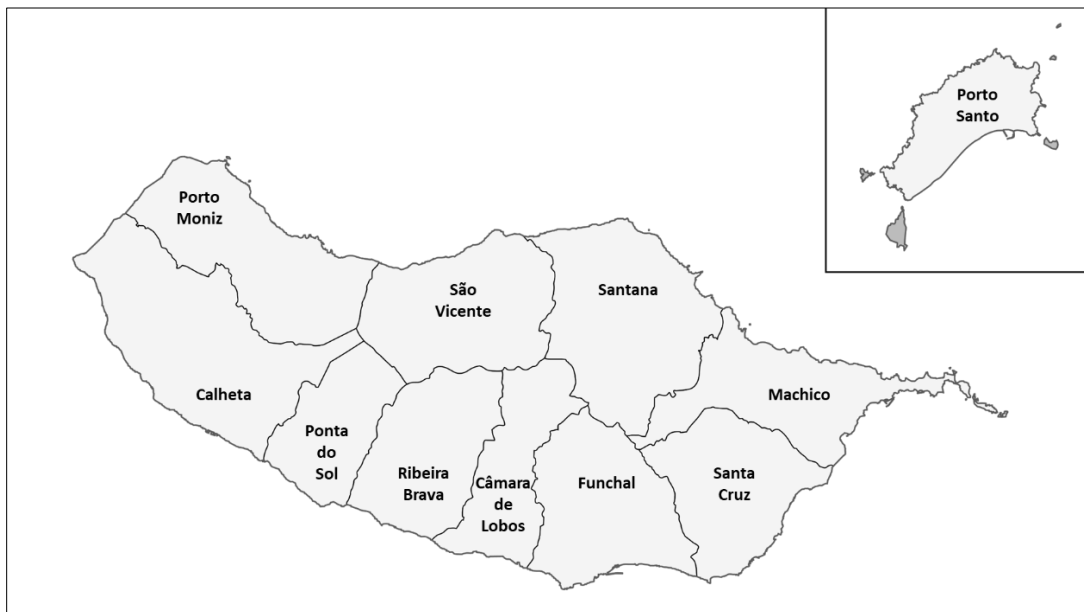 Porto
Santo
Porto
Moniz
São
Vicente
Santana
Calheta
Machico
Ponta
do
Sol
Ribeira
Brava
Câmara
de
Lobos
Funchal
Santa
Cruz